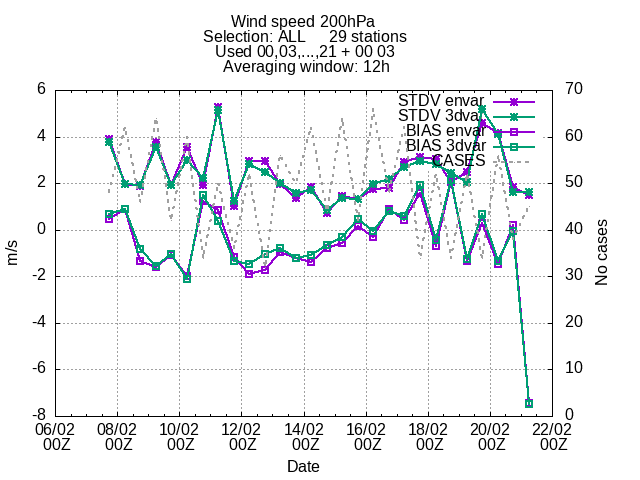 Wind speed 200hPa
Selection: ALL 29 stations
Used 00,03,...,21 + 00 03
Averaging window: 12h
STDV envar
STDV 3dvar
BIAS envar
BIAS 3dvar
CASES
6
4
2
0
-2
-4
-6
-8
m/s
70
60
50
40
30
20
10
0
No cases
06/02 08/02 10/02 12/02 14/02 16/02 18/02 20/02 22/02
00Z 00Z 00Z 00Z 00Z 00Z 00Z 00Z 00Z
Date